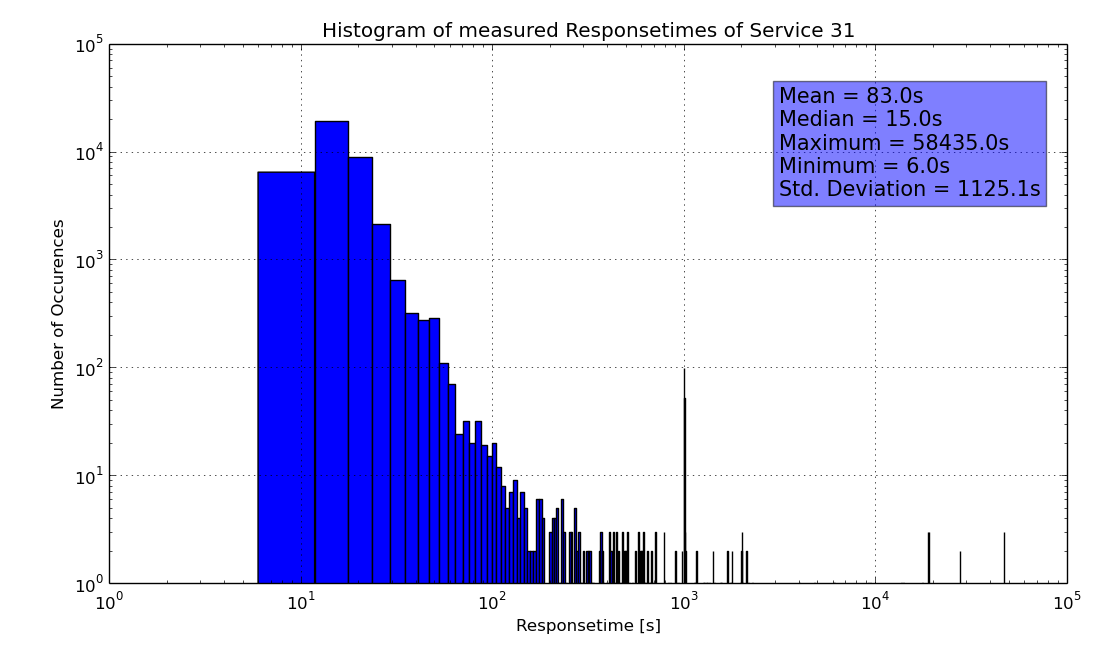 Histogram of measured Responsetimes of Service 31
Mean = 83.0s
Median = 15.0s
Maximum = 58435.0s
Minimum = 6.0s
Std. Deviation = 1125.1s
Number of Occurences
10^5
10^4
10^3
10^2
10^1
10^0
10^0 10^1 10^2 10^3 10^4 10^5
Responsetime [s]